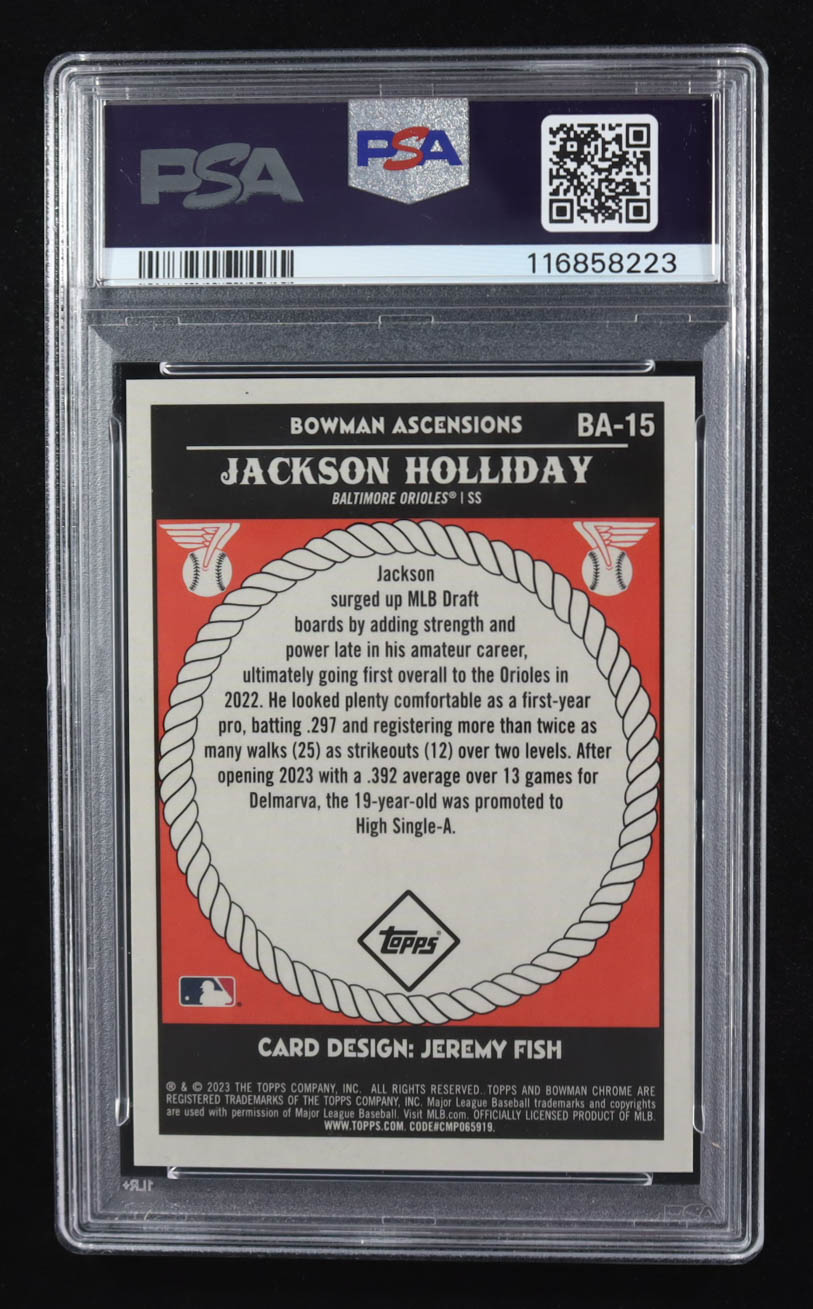 PSA
PSA
116858223
BOWMAN ASCENSIONS BA-15
JACKSON HOLLIDAY
BALTIMORE ORIOLES® | SS
Jackson
surged up MLB Draft
boards by adding strength and
power late in his amateur career,
ultimately going first overall to the Orioles in
2022. He looked plenty comfortable as a first-year
pro, batting .297 and registering more than twice as
many walks (25) as strikeouts (12) over two levels. After
opening 2023 with a .392 average over 13 games for
Delmarva, the 19-year-old was promoted to
High Single-A.
Topps®
CARD DESIGN: JEREMY FISH
® & © 2023 THE TOPPS COMPANY, INC. ALL RIGHTS RESERVED. TOPPS AND BOWMAN CHROME ARE
REGISTERED TRADEMARKS OF THE TOPPS COMPANY, INC. Major League Baseball trademarks and copyrights
are used with permission of Major League Baseball. Visit MLB.com. OFFICIALLY LICENSED PRODUCT OF MLB.
WWW.TOPPS.COM. CODE#CMP065919.
PSA